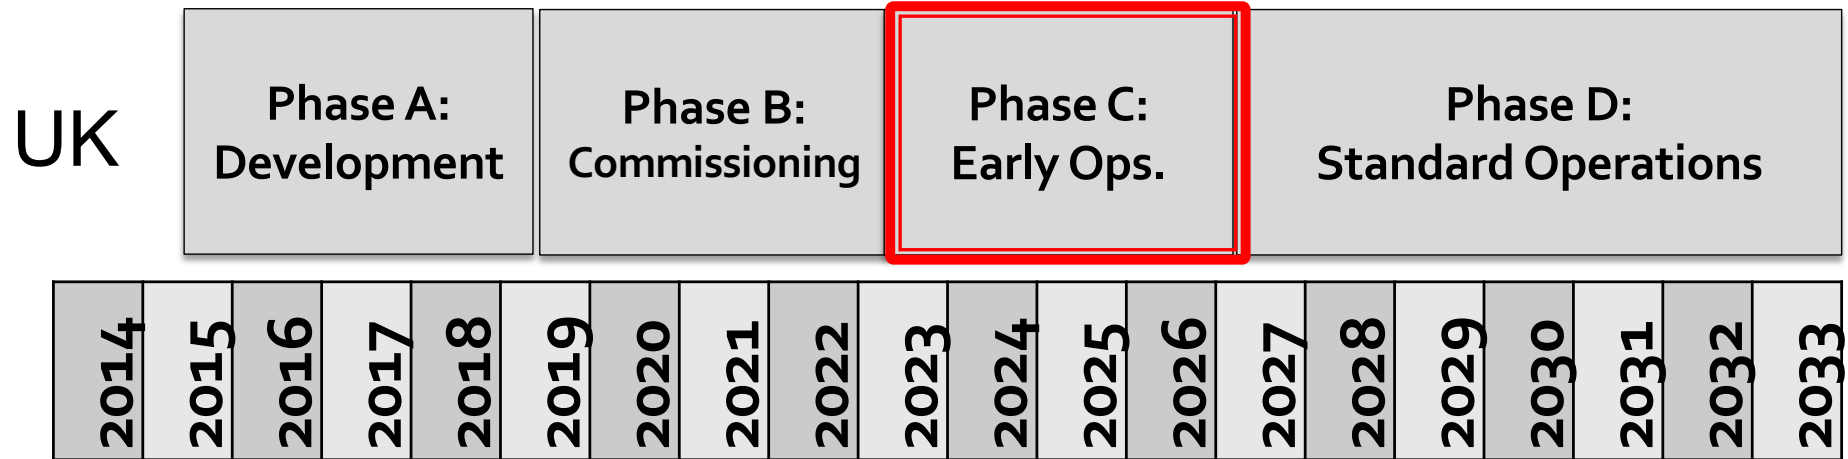 UK
Phase A:
Development
Phase B:
Commissioning
Phase C:
Early Ops.
Phase D:
Standard Operations
2014
2015
2016
2017
2018
2019
2020
2021
2022
2023
2024
2025
2026
2027
2028
2029
2030
2031
2032
2033